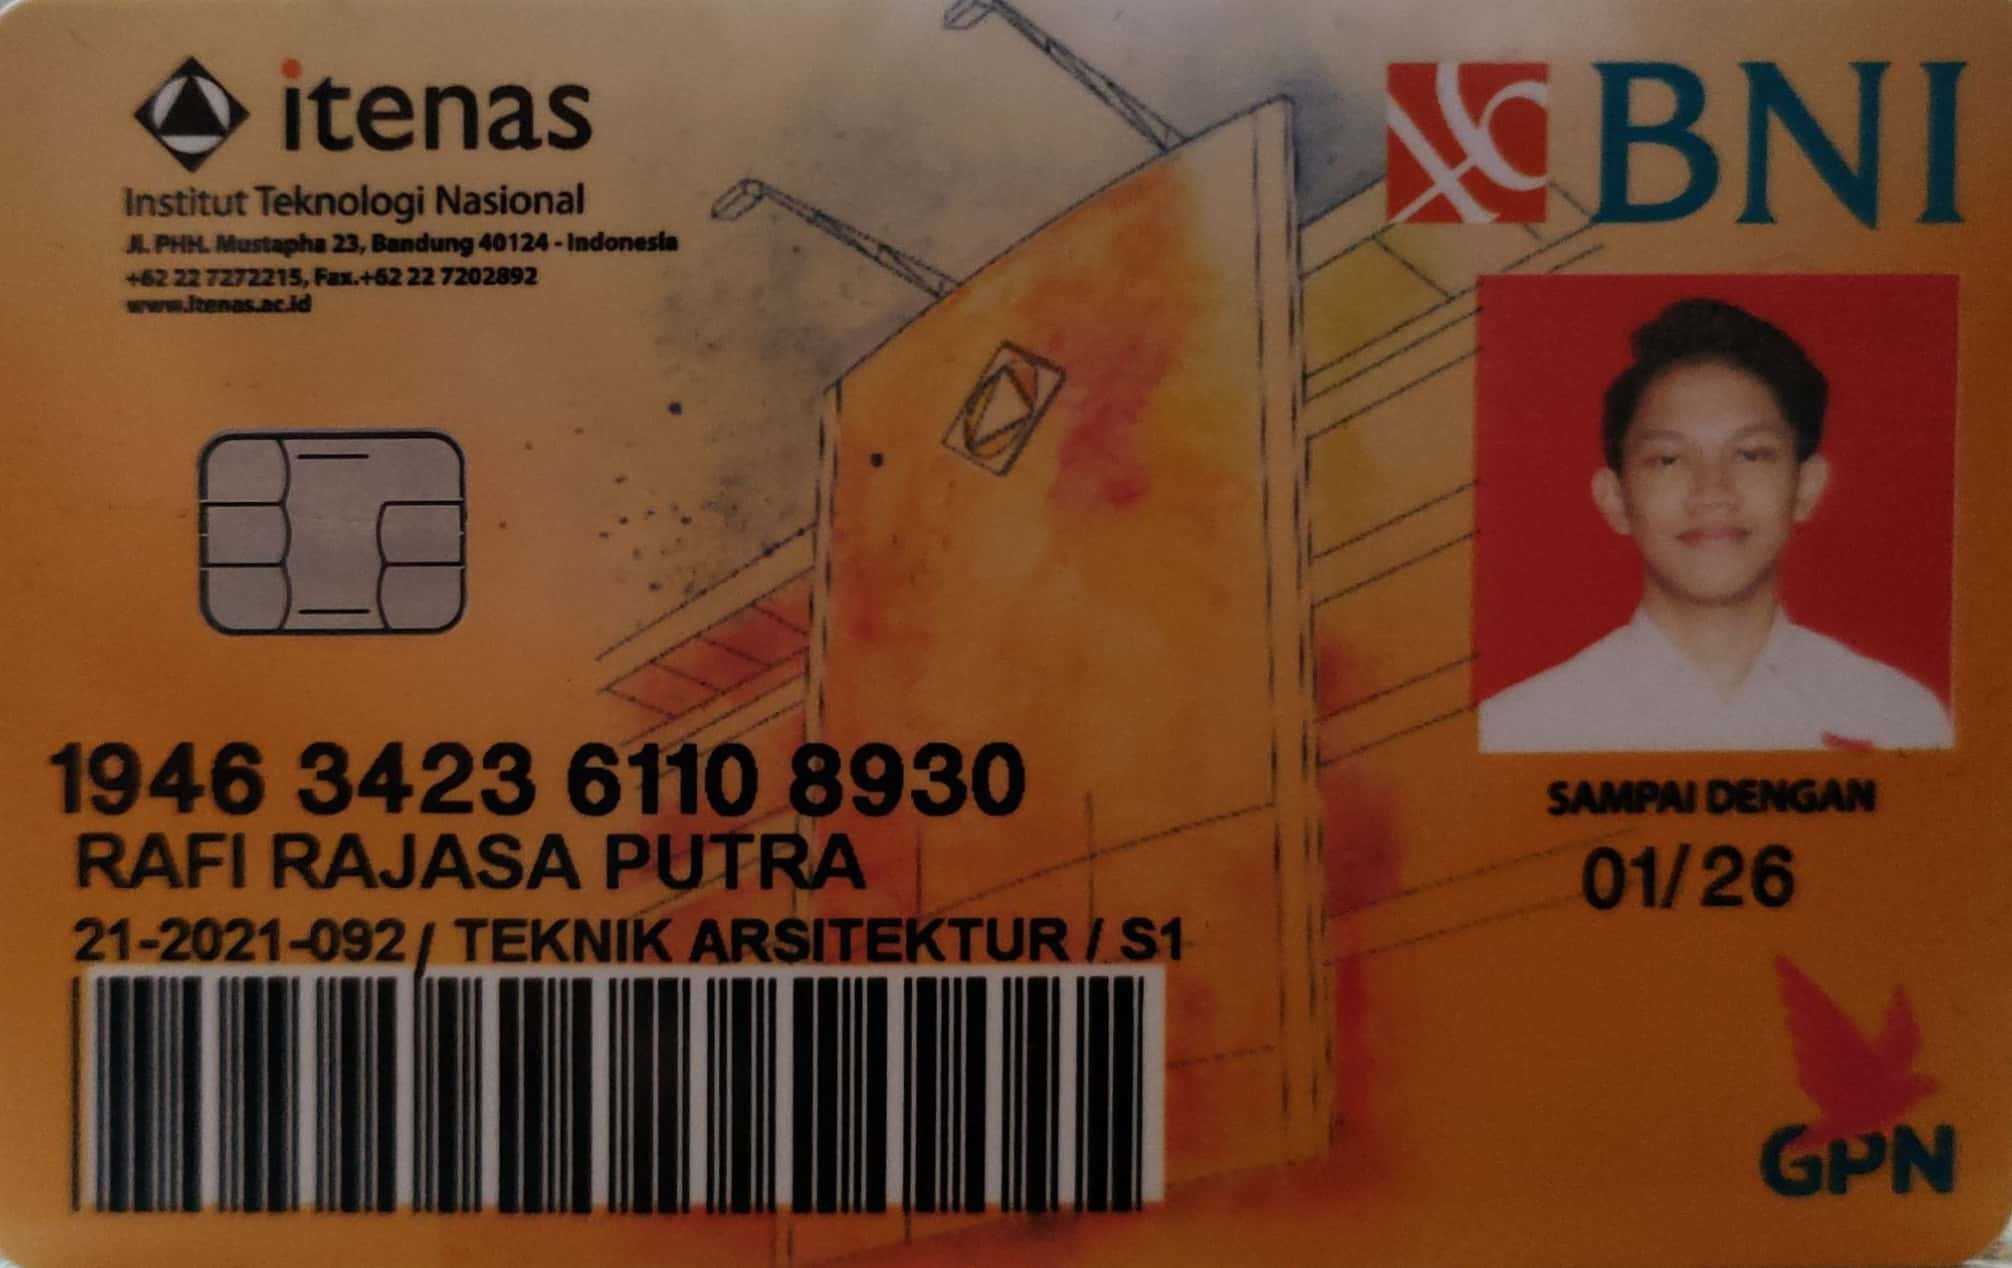 itenas
Institut Teknologi Nasional
Jl. PHH. Mustapha 23, Bandung 40124 - Indonesia
+62 22 7272215, Fax.+62 22 7202892
www.itenas.ac.id
BNI
1946 3423 6110 8930
RAFI RAJASA PUTRA
21-2021-092 / TEKNIK ARSITEKTUR / S1
SAMPAI DENGAN
01/26
GPN